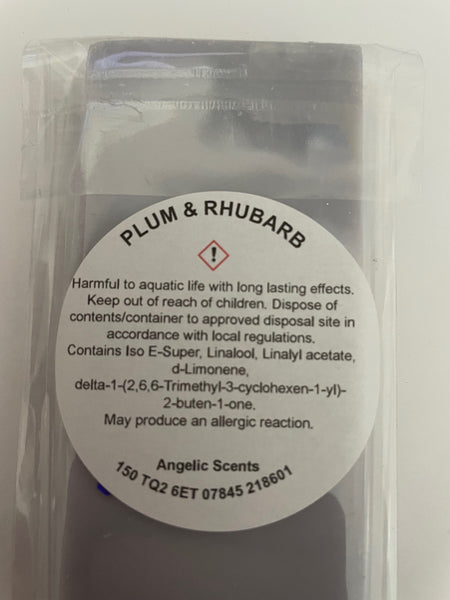 PLUM & RHUBARB
!
Harmful to aquatic life with long lasting effects.
Keep out of reach of children. Dispose of
contents/container to approved disposal site in
accordance with local regulations.
Contains Iso E-Super, Linalool, Linalyl acetate,
d-Limonene,
delta-1-(2,6,6-Trimethyl-3-cyclohexen-1-yl)-
2-buten-1-one.
May produce an allergic reaction.
Angelic Scents
150 TQ2 6ET 07845 218601